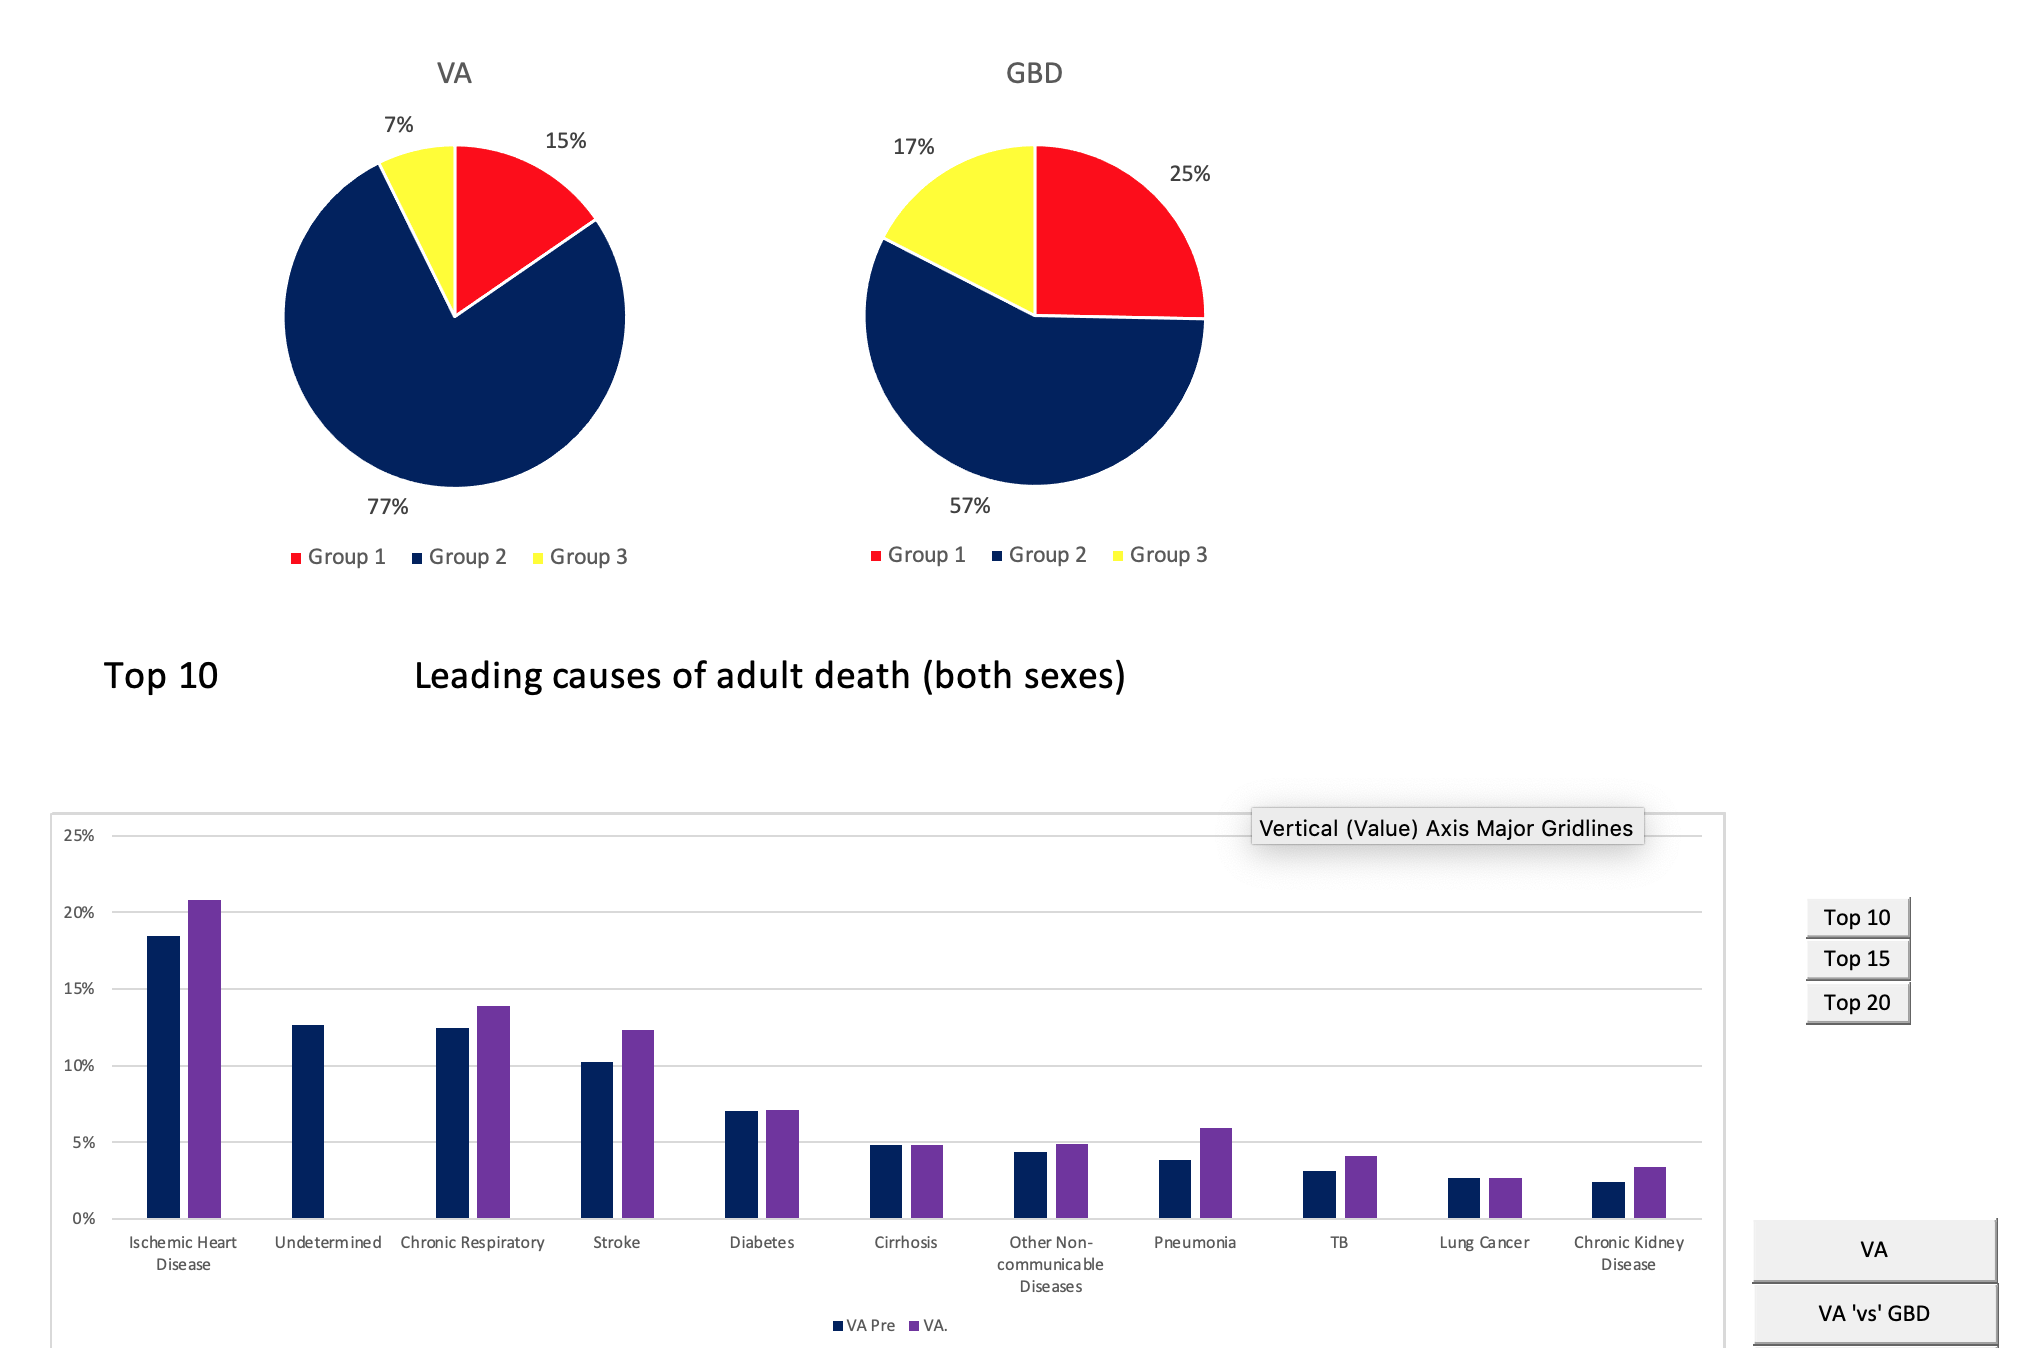 VA
7%
15%
77%
Group 1 Group 2 Group 3
GBD
17%
25%
57%
Group 1 Group 2 Group 3
Top 10
Leading causes of adult death (both sexes)
Vertical (Value) Axis Major Gridlines
25%
20%
15%
10%
5%
0%
Ischemic Heart
Disease
Undetermined
Chronic Respiratory
Stroke
Diabetes
Cirrhosis
Other Non-
communicable
Diseases
Pneumonia
TB
Lung Cancer
Chronic Kidney
Disease
VA Pre VA.
Top 10
Top 15
Top 20
VA
VA 'vs' GBD